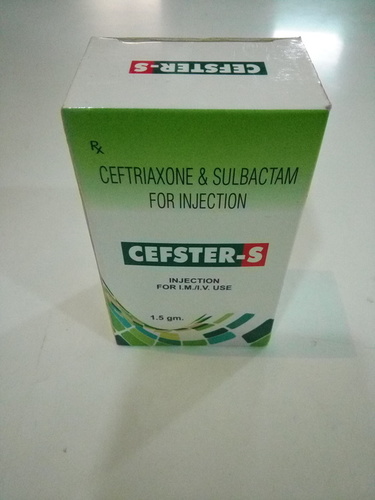 CEFSTER-S
Rx
CEFTRIAXONE & SULBACTAM
FOR INJECTION
CEFSTER-S
INJECTION
FOR I.M./I.V. USE
1.5 gm.